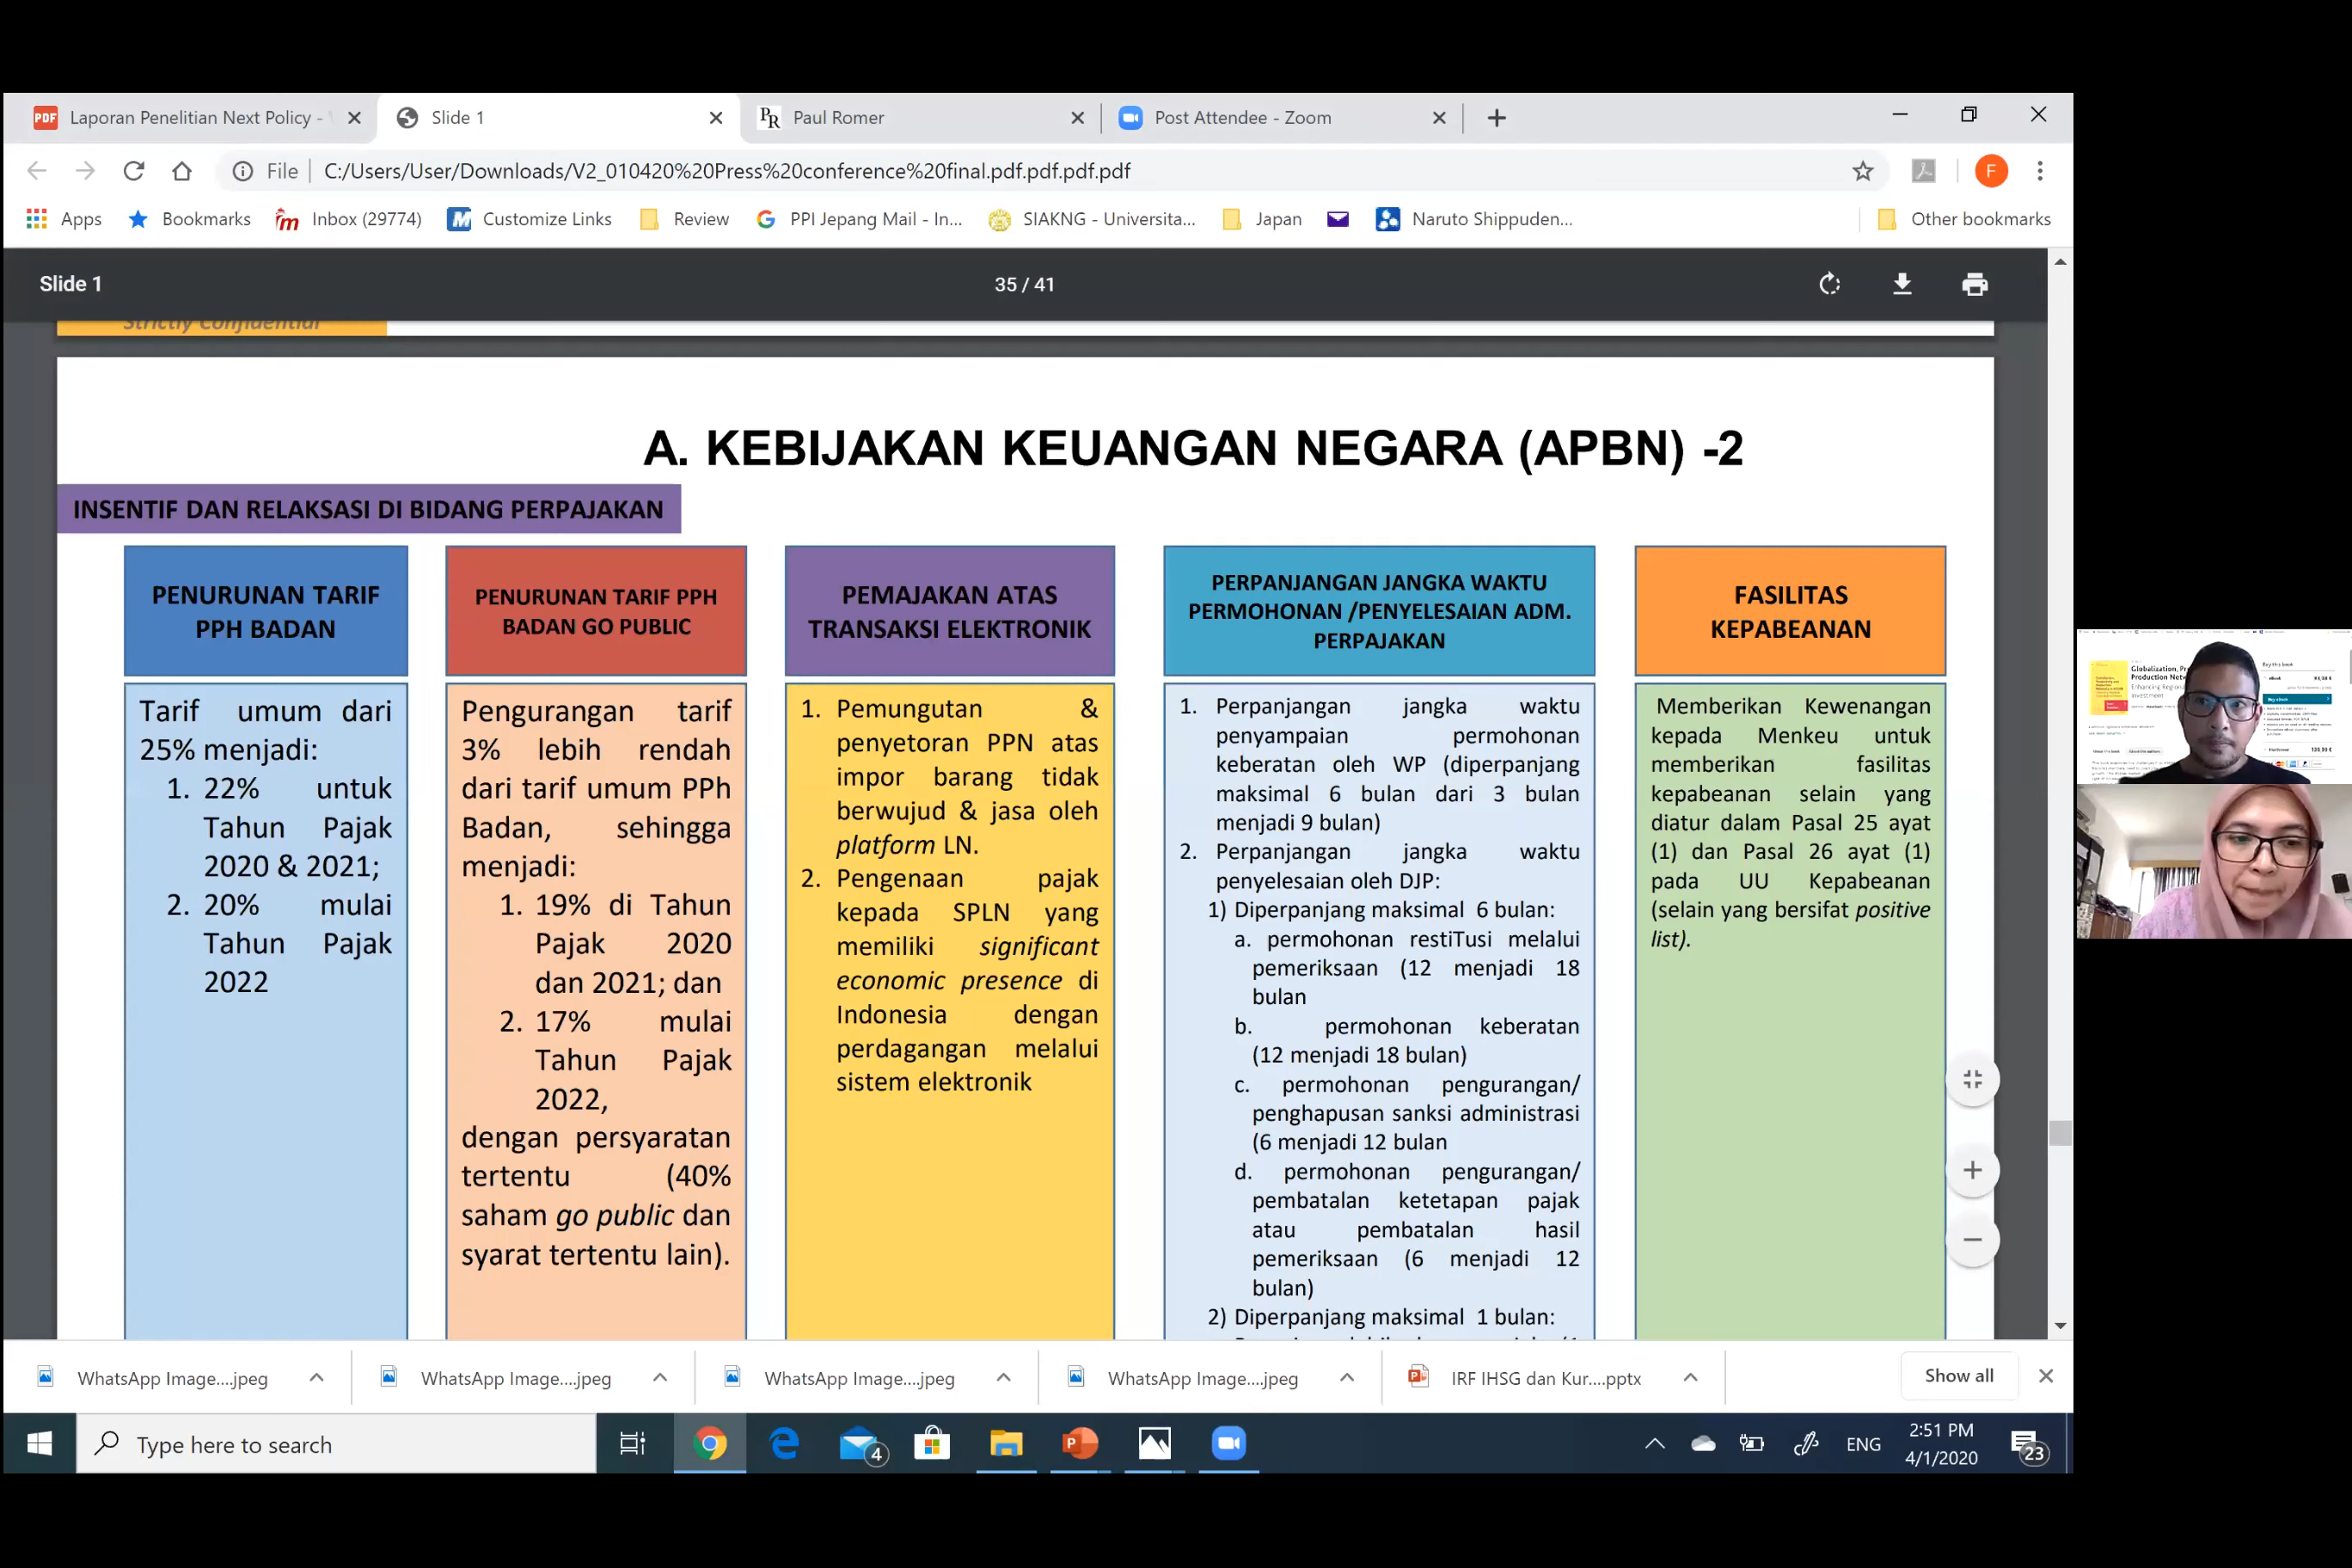 Laporan Penelitian Next Policy -
Slide 1
Paul Romer
Post Attendee - Zoom
File
C:/Users/User/Downloads/V2_010420%20Press%20conference%20final.pdf.pdf.pdf.pdf
F
Apps
Bookmarks
Inbox (29774)
Customize Links
Review
PPI Jepang Mail - In...
SIAKNG - Universita...
Japan
Naruto Shippuden...
Other bookmarks
Slide 1
35 / 41
Strictly Confidential
A. KEBIJAKAN KEUANGAN NEGARA (APBN) -2
INSENTIF DAN RELAKSASI DI BIDANG PERPAJAKAN
PENURUNAN TARIF
PPH BADAN
Tarif umum dari
25% menjadi:
1. 22% untuk
Tahun Pajak
2020 & 2021;
2. 20% mulai
Tahun Pajak
2022
PENURUNAN TARIF PPH
BADAN GO PUBLIC
Pengurangan tarif
3% lebih rendah
dari tarif umum PPh
Badan, sehingga
menjadi:
1. 19% di Tahun
Pajak 2020
dan 2021; dan
2. 17% mulai
Tahun Pajak
2022,
dengan persyaratan
tertentu (40%
saham go public dan
syarat tertentu lain).
PEMAJAKAN ATAS
TRANSAKSI ELEKTRONIK
1. Pemungutan &
penyetoran PPN atas
impor barang tidak
berwujud & jasa oleh
platform LN.
2. Pengenaan pajak
kepada SPLN yang
memiliki significant
economic presence di
Indonesia dengan
perdagangan melalui
sistem elektronik
PERPANJANGAN JANGKA WAKTU
PERMOHONAN /PENYELESAIAN ADM.
PERPAJAKAN
1. Perpanjangan jangka waktu
penyampaian permohonan
keberatan oleh WP (diperpanjang
maksimal 6 bulan dari 3 bulan
menjadi 9 bulan)
2. Perpanjangan jangka waktu
penyelesaian oleh DJP:
1) Diperpanjang maksimal 6 bulan:
a. permohonan restiTusi melalui
pemeriksaan (12 menjadi 18
bulan
b. permohonan keberatan
(12 menjadi 18 bulan)
c. permohonan pengurangan/
penghapusan sanksi administrasi
(6 menjadi 12 bulan
d. permohonan pengurangan/
pembatalan ketetapan pajak
atau pembatalan hasil
pemeriksaan (6 menjadi 12
bulan)
2) Diperpanjang maksimal 1 bulan:
FASILITAS
KEPABEANAN
Memberikan Kewenangan
kepada Menkeu untuk
memberikan fasilitas
kepabeanan selain yang
diatur dalam Pasal 25 ayat
(1) dan Pasal 26 ayat (1)
pada UU Kepabeanan
(selain yang bersifat positive
list).
Globalization,
Production
Buy this book
WhatsApp Image....jpeg
WhatsApp Image....jpeg
WhatsApp Image....jpeg
WhatsApp Image....jpeg
IRF IHSG dan Kur....pptx
Show all
Type here to search
4
ENG
2:51 PM
4/1/2020
23